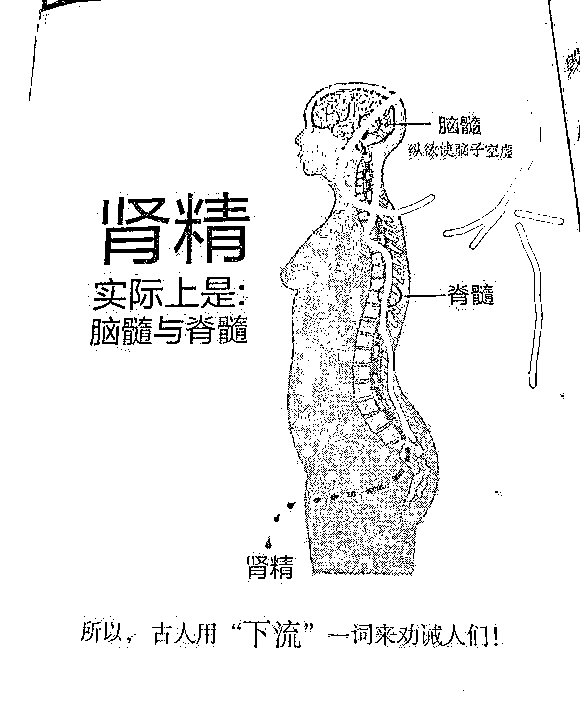 脑髓
纵欲使脑子空虚
肾精
实际上是:
脑髓与脊髓
脊髓
肾精
所以，古人用“下流”一词来劝诫人们！